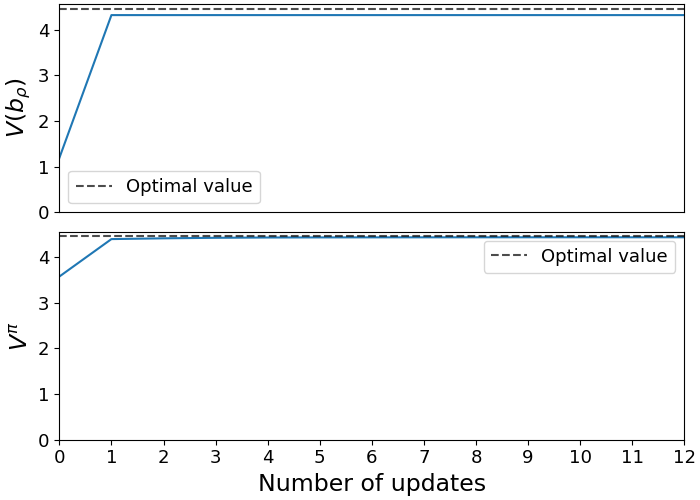 V(b_ρ)
4
3
2
1
0
Optimal value
V^π
4
3
2
1
0
Optimal value
0 1 2 3 4 5 6 7 8 9 10 11 12
Number of updates